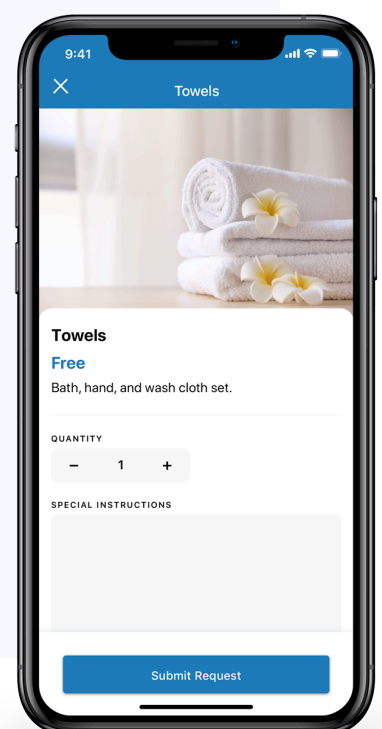 9:41
Towels
Towels
Free
Bath, hand, and wash cloth set.
QUANTITY
− 1 +
SPECIAL INSTRUCTIONS
Submit Request